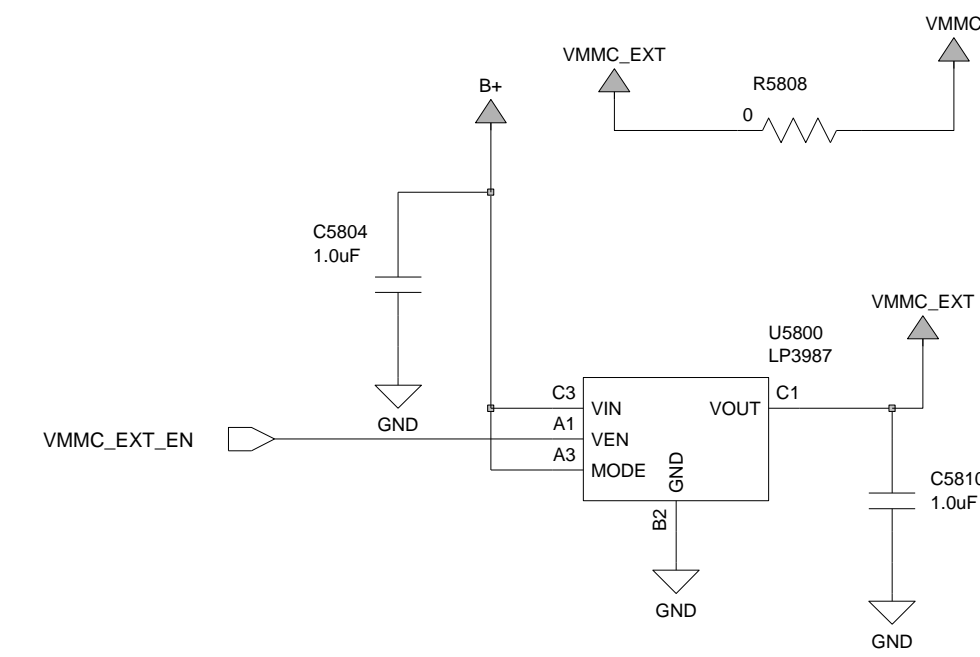 VMMC
VMMC_EXT
R5808
B+
0
C5804
1.0uF
VMMC_EXT
U5800
LP3987
C3
VIN
VOUT
C1
A1
VEN
A3
MODE
GND
B2
GND
VMMC_EXT_EN
C5810
1.0uF
GND
GND